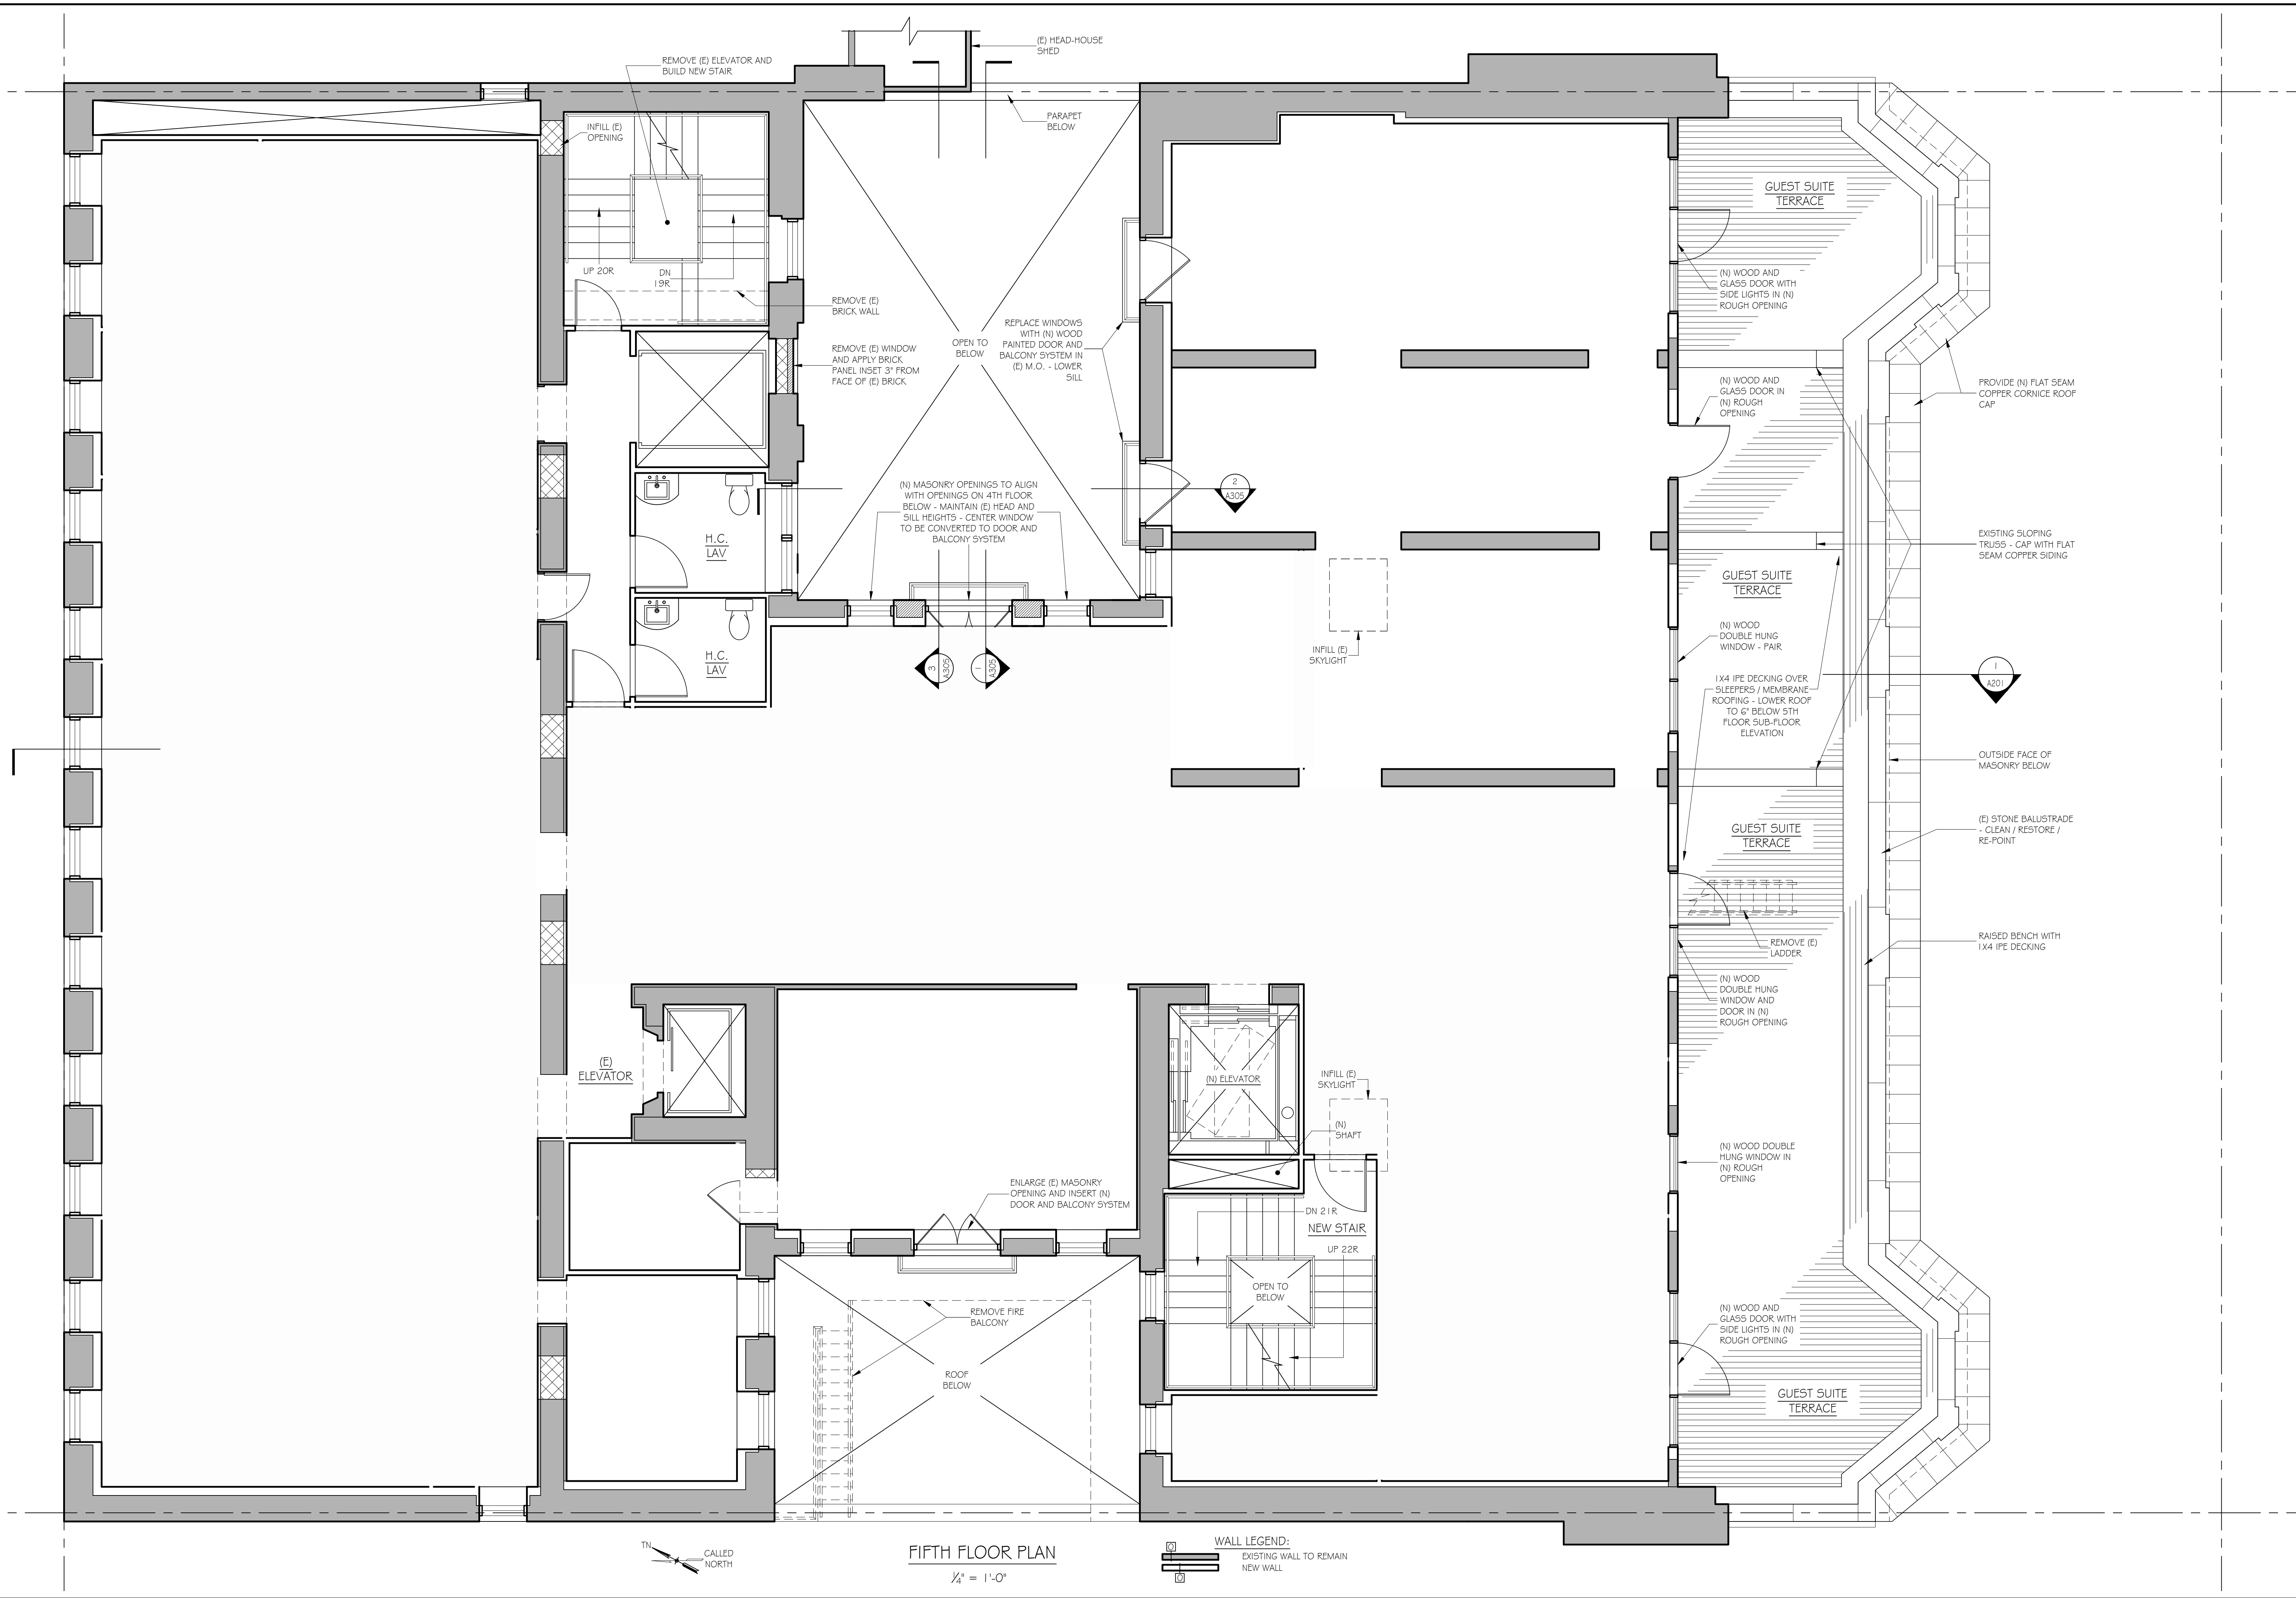 (E) HEAD-HOUSE
SHED
REMOVE (E) ELEVATOR AND
BUILD NEW STAIR
PARAPET
BELOW
INFILL (E)
OPENING
GUEST SUITE
TERRACE
UP 20R
DN
19R
(N) WOOD AND
GLASS DOOR WITH
SIDE LIGHTS IN (N)
ROUGH OPENING
REMOVE (E)
BRICK WALL
REPLACE WINDOWS
WITH (N) WOOD
PAINTED DOOR AND
BALCONY SYSTEM IN
(E) M.O. - LOWER
SILL
OPEN TO
BELOW
REMOVE (E) WINDOW
AND APPLY BRICK
PANEL INSET 3" FROM
FACE OF (E) BRICK
(N) WOOD AND
GLASS DOOR IN
(N) ROUGH
OPENING
PROVIDE (N) FLAT SEAM
COPPER CORNICE ROOF
CAP
(N) MASONRY OPENINGS TO ALIGN
WITH OPENINGS ON 4TH FLOOR
BELOW - MAINTAIN (E) HEAD AND
SILL HEIGHTS - CENTER WINDOW
TO BE CONVERTED TO DOOR AND
BALCONY SYSTEM
2
A305
H.C.
LAV
EXISTING SLOPING
TRUSS - CAP WITH FLAT
SEAM COPPER SIDING
GUEST SUITE
TERRACE
(N) WOOD
DOUBLE HUNG
WINDOW - PAIR
INFILL (E)
SKYLIGHT
H.C.
LAV
3
A305
1
A305
1
A201
1X4 IPE DECKING OVER
SLEEPERS / MEMBRANE
ROOFING - LOWER ROOF
TO 6" BELOW 5TH
FLOOR SUB-FLOOR
ELEVATION
OUTSIDE FACE OF
MASONRY BELOW
GUEST SUITE
TERRACE
(E) STONE BALUSTRADE
- CLEAN / RESTORE /
RE-POINT
REMOVE (E)
LADDER
RAISED BENCH WITH
1X4 IPE DECKING
(N) WOOD
DOUBLE HUNG
WINDOW AND
DOOR IN (N)
ROUGH OPENING
(E)
ELEVATOR
(N) ELEVATOR
INFILL (E)
SKYLIGHT
(N)
SHAFT
(N) WOOD DOUBLE
HUNG WINDOW IN
(N) ROUGH
OPENING
ENLARGE (E) MASONRY
OPENING AND INSERT (N)
DOOR AND BALCONY SYSTEM
DN 21R
NEW STAIR
UP 22R
OPEN TO
BELOW
REMOVE FIRE
BALCONY
(N) WOOD AND
GLASS DOOR WITH
SIDE LIGHTS IN (N)
ROUGH OPENING
ROOF
BELOW
GUEST SUITE
TERRACE
TN
CALLED
NORTH
FIFTH FLOOR PLAN
1/4" = 1'-0"
WALL LEGEND:
0
EXISTING WALL TO REMAIN
NEW WALL
0